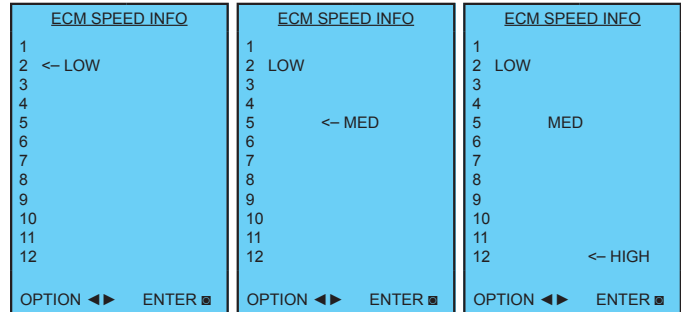 ECM SPEED INFO
1
2 <– LOW
3
4
5
6
7
8
9
10
11
12
OPTION ◄► ENTER ◙
ECM SPEED INFO
1
2 LOW
3
4
5 <– MED
6
7
8
9
10
11
12
OPTION ◄► ENTER ◙
ECM SPEED INFO
1
2 LOW
3
4
5 MED
6
7
8
9
10
11
12 <– HIGH
OPTION ◄► ENTER ◙